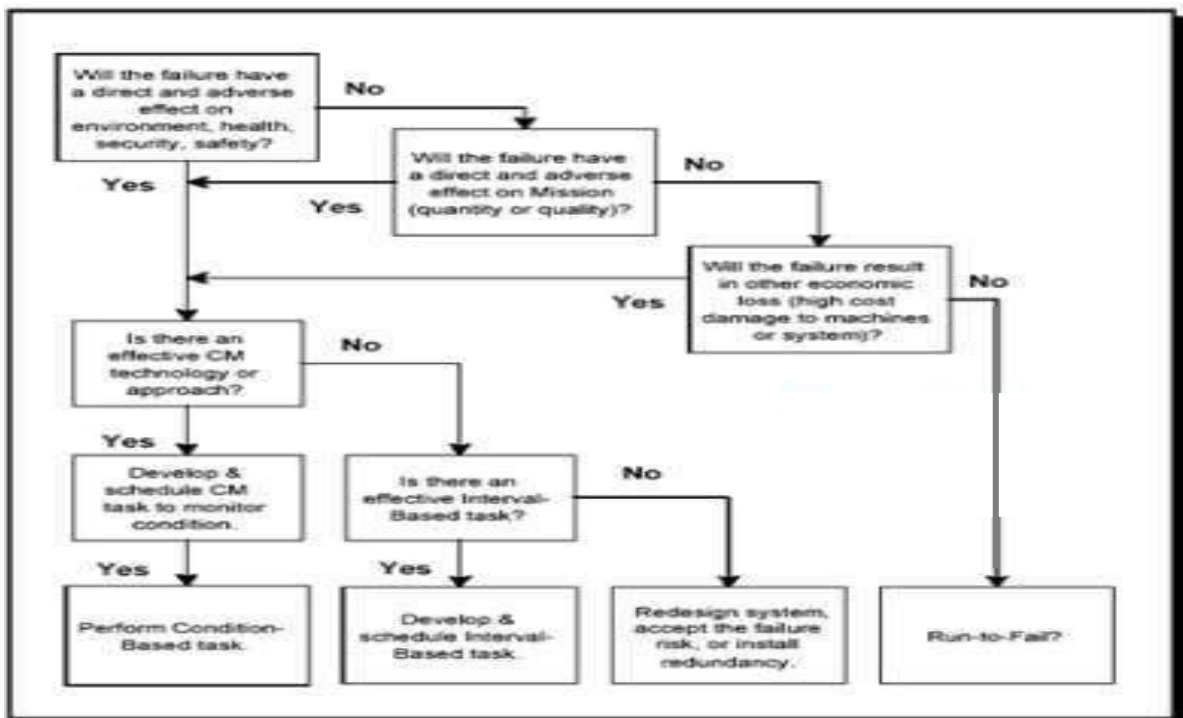 Will the failure have
a direct and adverse
effect on
environment, health,
security, safety?
No
Yes
Will the failure have
a direct and adverse
effect on Mission
(quantity or quality)?
No
Yes
Will the failure result
in other economic
loss (high cost
damage to machines
or system)?
No
Yes
Is there an
effective CM
technology or
approach?
No
Yes
Develop &
schedule CM
task to monitor
condition.
Is there an
effective Interval-
Based task?
No
Yes
Yes
Perform Condition-
Based task.
Develop &
schedule Interval-
Based task.
Redesign system,
accept the failure
risk, or install
redundancy.
Run-to-Fail?